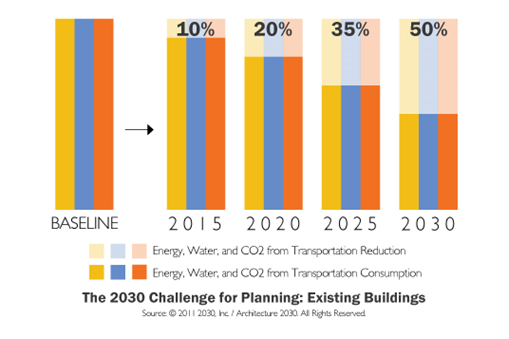 10% 20% 35% 50%
BASELINE 2015 2020 2025 2030
Energy, Water, and CO2 from Transportation Reduction
Energy, Water, and CO2 from Transportation Consumption
The 2030 Challenge for Planning: Existing Buildings
Source: © 2011 2030, Inc. / Architecture 2030. All Rights Reserved.